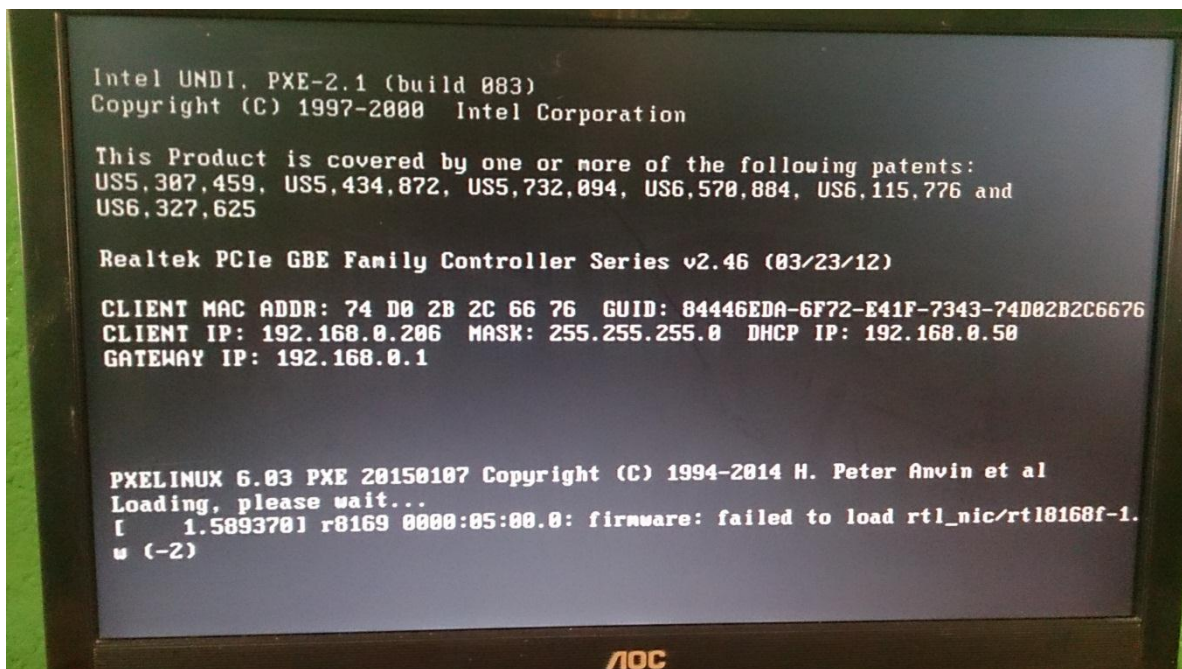 Intel UNDI, PXE-2.1 (build 083)
Copyright (C) 1997-2000  Intel Corporation
This Product is covered by one or more of the following patents:
US5,307,459, US5,434,872, US5,732,094, US6,570,884, US6,115,776 and
US6,327,625
Realtek PCIe GBE Family Controller Series v2.46 (03/23/12)
CLIENT MAC ADDR: 74 D0 2B 2C 66 76  GUID: 84446EDA-6F72-E41F-7343-74D02B2C6676
CLIENT IP: 192.168.0.206  MASK: 255.255.255.0  DHCP IP: 192.168.0.50
GATEWAY IP: 192.168.0.1
PXELINUX 6.03 PXE 20150107 Copyright (C) 1994-2014 H. Peter Anvin et al
Loading, please wait...
[    1.589370] r8169 0000:05:00.0: firmware: failed to load rtl_nic/rtl8168f-1.
w (-2)
AOC